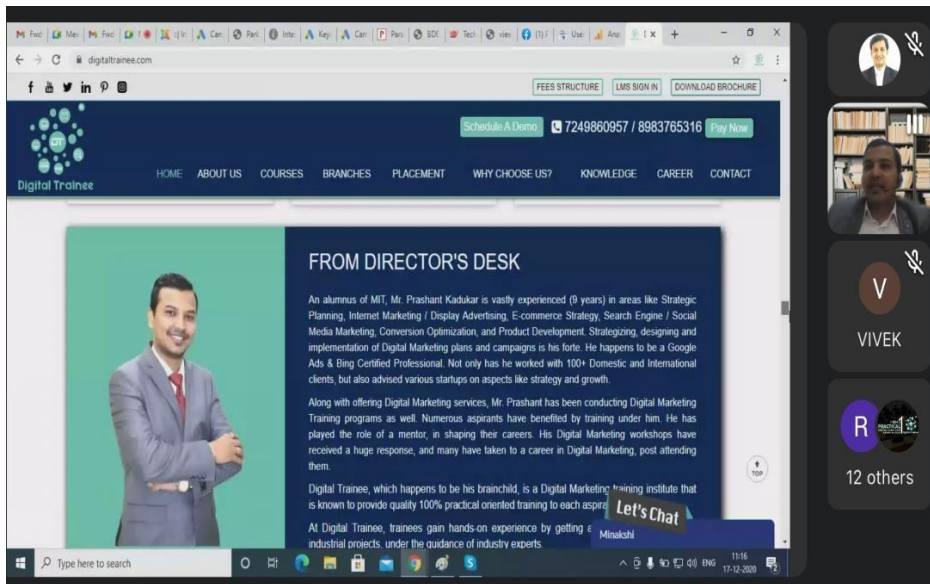 digitaltrainee.com
FEES STRUCTURE LMS SIGN IN DOWNLOAD BROCHURE
Schedule A Demo 7249860957 / 8983765316 Pay Now
DT
Digital Trainee
HOME ABOUT US COURSES BRANCHES PLACEMENT WHY CHOOSE US? KNOWLEDGE CAREER CONTACT
FROM DIRECTOR'S DESK
An alumnus of MIT, Mr. Prashant Kadukar is vastly experienced (9 years) in areas like Strategic
Planning, Internet Marketing / Display Advertising, E-commerce Strategy, Search Engine / Social
Media Marketing, Conversion Optimization, and Product Development. Strategizing, designing and
implementation of Digital Marketing plans and campaigns is his forte. He happens to be a Google
Ads & Bing Certified Professional. Not only has he worked with 100+ Domestic and International
clients, but also advised various startups on aspects like strategy and growth.
Along with offering Digital Marketing services, Mr. Prashant has been conducting Digital Marketing
Training programs as well. Numerous aspirants have benefited by training under him. He has
played the role of a mentor, in shaping their careers. His Digital Marketing workshops have
received a huge response, and many have taken to a career in Digital Marketing, post attending
them.
Digital Trainee, which happens to be his brainchild, is a Digital Marketing training institute that
is known to provide quality 100% practical oriented training to each
At Digital Trainee, trainees gain hands-on experience by getting
industrial projects, under the guidance of industry experts.
TOP
Let's Chat
Minakshi
Type here to search
ENG
11:16
17-12-2020
V
VIVEK
R
12 others